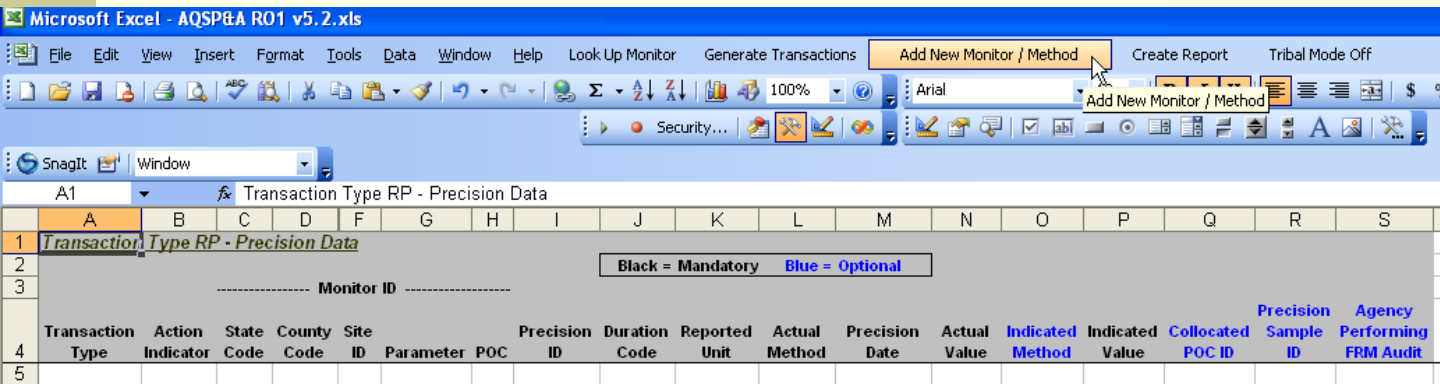 Microsoft Excel - AQSP&A RO1 v5.2.xls
File Edit View Insert Format Tools Data Window Help Look Up Monitor Generate Transactions Add New Monitor / Method Create Report Tribal Mode Off
100% Arial
Add New Monitor / Method
Security...
SnagIt Window
A1 fx Transaction Type RP - Precision Data
A B C D F G H I J K L M N O P Q R S
1 Transaction Type RP - Precision Data
2 Black = Mandatory Blue = Optional
3 ----------------- Monitor ID -------------------
Precision Agency
Transaction Action State County Site Precision Duration Reported Actual Precision Actual Indicated Indicated Collocated Sample Performing
4 Type Indicator Code Code ID Parameter POC ID Code Unit Method Date Value Method Value POC ID ID FRM Audit
5